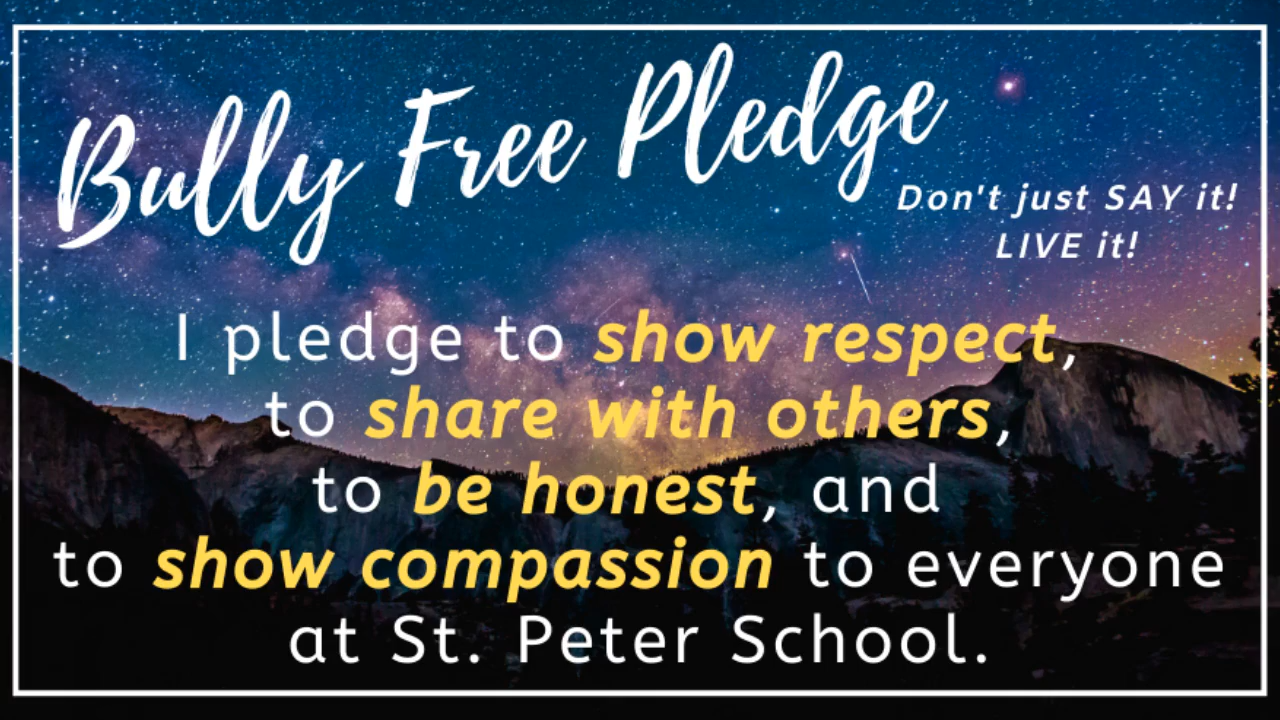 Bully Free Pledge
Don't just SAY it!
LIVE it!
I pledge to show respect,
to share with others,
to be honest, and
to show compassion to everyone
at St. Peter School.